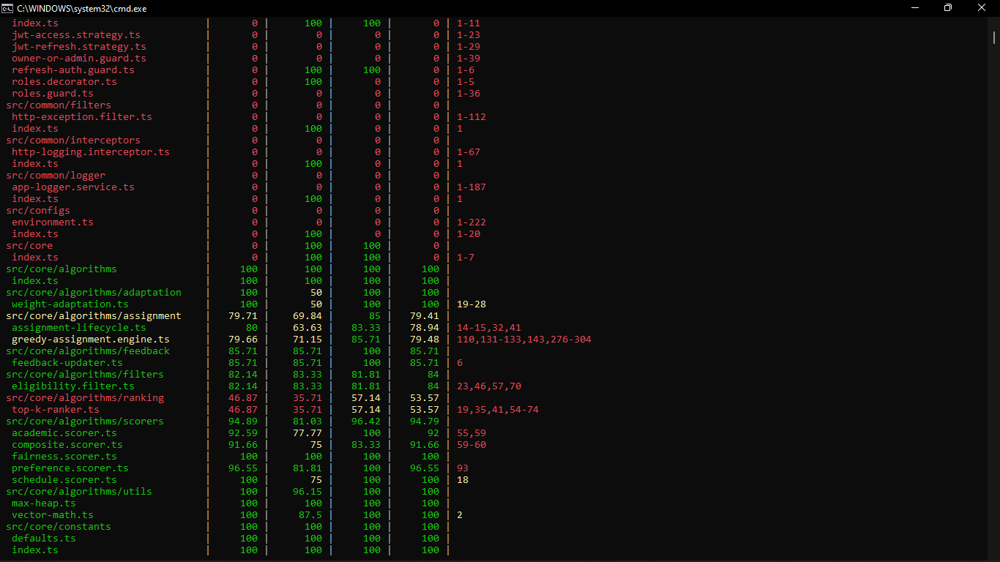 C:\WINDOWS\system32\cmd.exe
index.ts | 0 | 100 | 100 | 0 | 1-11
jwt-access.strategy.ts | 0 | 0 | 0 | 0 | 1-23
jwt-refresh.strategy.ts | 0 | 0 | 0 | 0 | 1-29
owner-or-admin.guard.ts | 0 | 0 | 0 | 0 | 1-39
refresh-auth.guard.ts | 0 | 100 | 100 | 0 | 1-6
roles.decorator.ts | 0 | 100 | 0 | 0 | 1-5
roles.guard.ts | 0 | 0 | 0 | 0 | 1-36
src/common/filters | 0 | 0 | 0 | 0 |
http-exception.filter.ts | 0 | 0 | 0 | 0 | 1-112
index.ts | 0 | 100 | 0 | 0 | 1
src/common/interceptors | 0 | 0 | 0 | 0 |
http-logging.interceptor.ts | 0 | 0 | 0 | 0 | 1-67
index.ts | 0 | 100 | 0 | 0 | 1
src/common/logger | 0 | 0 | 0 | 0 |
app-logger.service.ts | 0 | 0 | 0 | 0 | 1-187
index.ts | 0 | 100 | 0 | 0 | 1
src/configs | 0 | 0 | 0 | 0 |
environment.ts | 0 | 0 | 0 | 0 | 1-222
index.ts | 0 | 100 | 0 | 0 | 1-20
src/core | 0 | 100 | 100 | 0 |
index.ts | 0 | 100 | 100 | 0 | 1-7
src/core/algorithms | 100 | 100 | 100 | 100 |
index.ts | 100 | 100 | 100 | 100 |
src/core/algorithms/adaptation | 100 | 50 | 100 | 100 |
weight-adaptation.ts | 100 | 50 | 100 | 100 | 19-28
src/core/algorithms/assignment | 79.71 | 69.84 | 85 | 79.41 |
assignment-lifecycle.ts | 80 | 63.63 | 83.33 | 78.94 | 14-15,32,41
greedy-assignment.engine.ts | 79.66 | 71.15 | 85.71 | 79.48 | 110,131-133,143,276-304
src/core/algorithms/feedback | 85.71 | 85.71 | 100 | 85.71 |
feedback-updater.ts | 85.71 | 85.71 | 100 | 85.71 | 6
src/core/algorithms/filters | 82.14 | 83.33 | 81.81 | 84 |
eligibility.filter.ts | 82.14 | 83.33 | 81.81 | 84 | 23,46,57,70
src/core/algorithms/ranking | 46.87 | 35.71 | 57.14 | 53.57 |
top-k-ranker.ts | 46.87 | 35.71 | 57.14 | 53.57 | 19,35,41,54-74
src/core/algorithms/scorers | 94.89 | 81.03 | 96.42 | 94.79 |
academic.scorer.ts | 92.59 | 77.77 | 100 | 92 | 55,59
composite.scorer.ts | 91.66 | 75 | 83.33 | 91.66 | 59-60
fairness.scorer.ts | 100 | 100 | 100 | 100 |
preference.scorer.ts | 96.55 | 81.81 | 100 | 96.55 | 93
schedule.scorer.ts | 100 | 75 | 100 | 100 | 18
src/core/algorithms/utils | 100 | 96.15 | 100 | 100 |
max-heap.ts | 100 | 100 | 100 | 100 |
vector-math.ts | 100 | 87.5 | 100 | 100 | 2
src/core/constants | 100 | 100 | 100 | 100 |
defaults.ts | 100 | 100 | 100 | 100 |
index.ts | 100 | 100 | 100 | 100 |